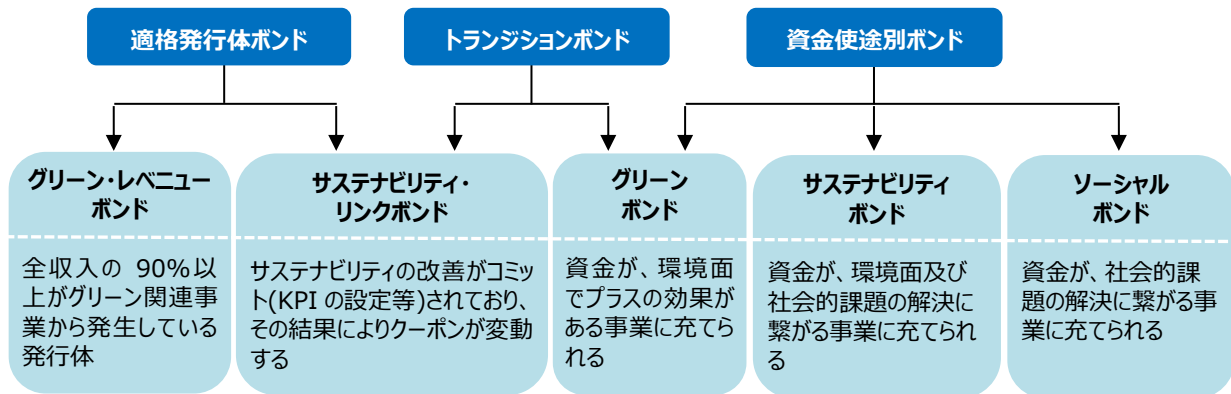 適格発行体ボンド
トランジションボンド
資金使途別ボンド
グリーン・レベニュー
ボンド
全収入の 90%以
上がグリーン関連事
業から発生している
発行体
サステナビリティ・
リンクボンド
サステナビリティの改善がコミッ
ト(KPI の設定等)されており、
その結果によりクーポンが変動
する
グリーン
ボンド
資金が、環境面
でプラスの効果が
ある事業に充てら
れる
サステナビリティ
ボンド
資金が、環境面及び
社会的課題の解決に
繋がる事業に充てられ
る
ソーシャル
ボンド
資金が、社会的課
題の解決に繋がる事
業に充てられる